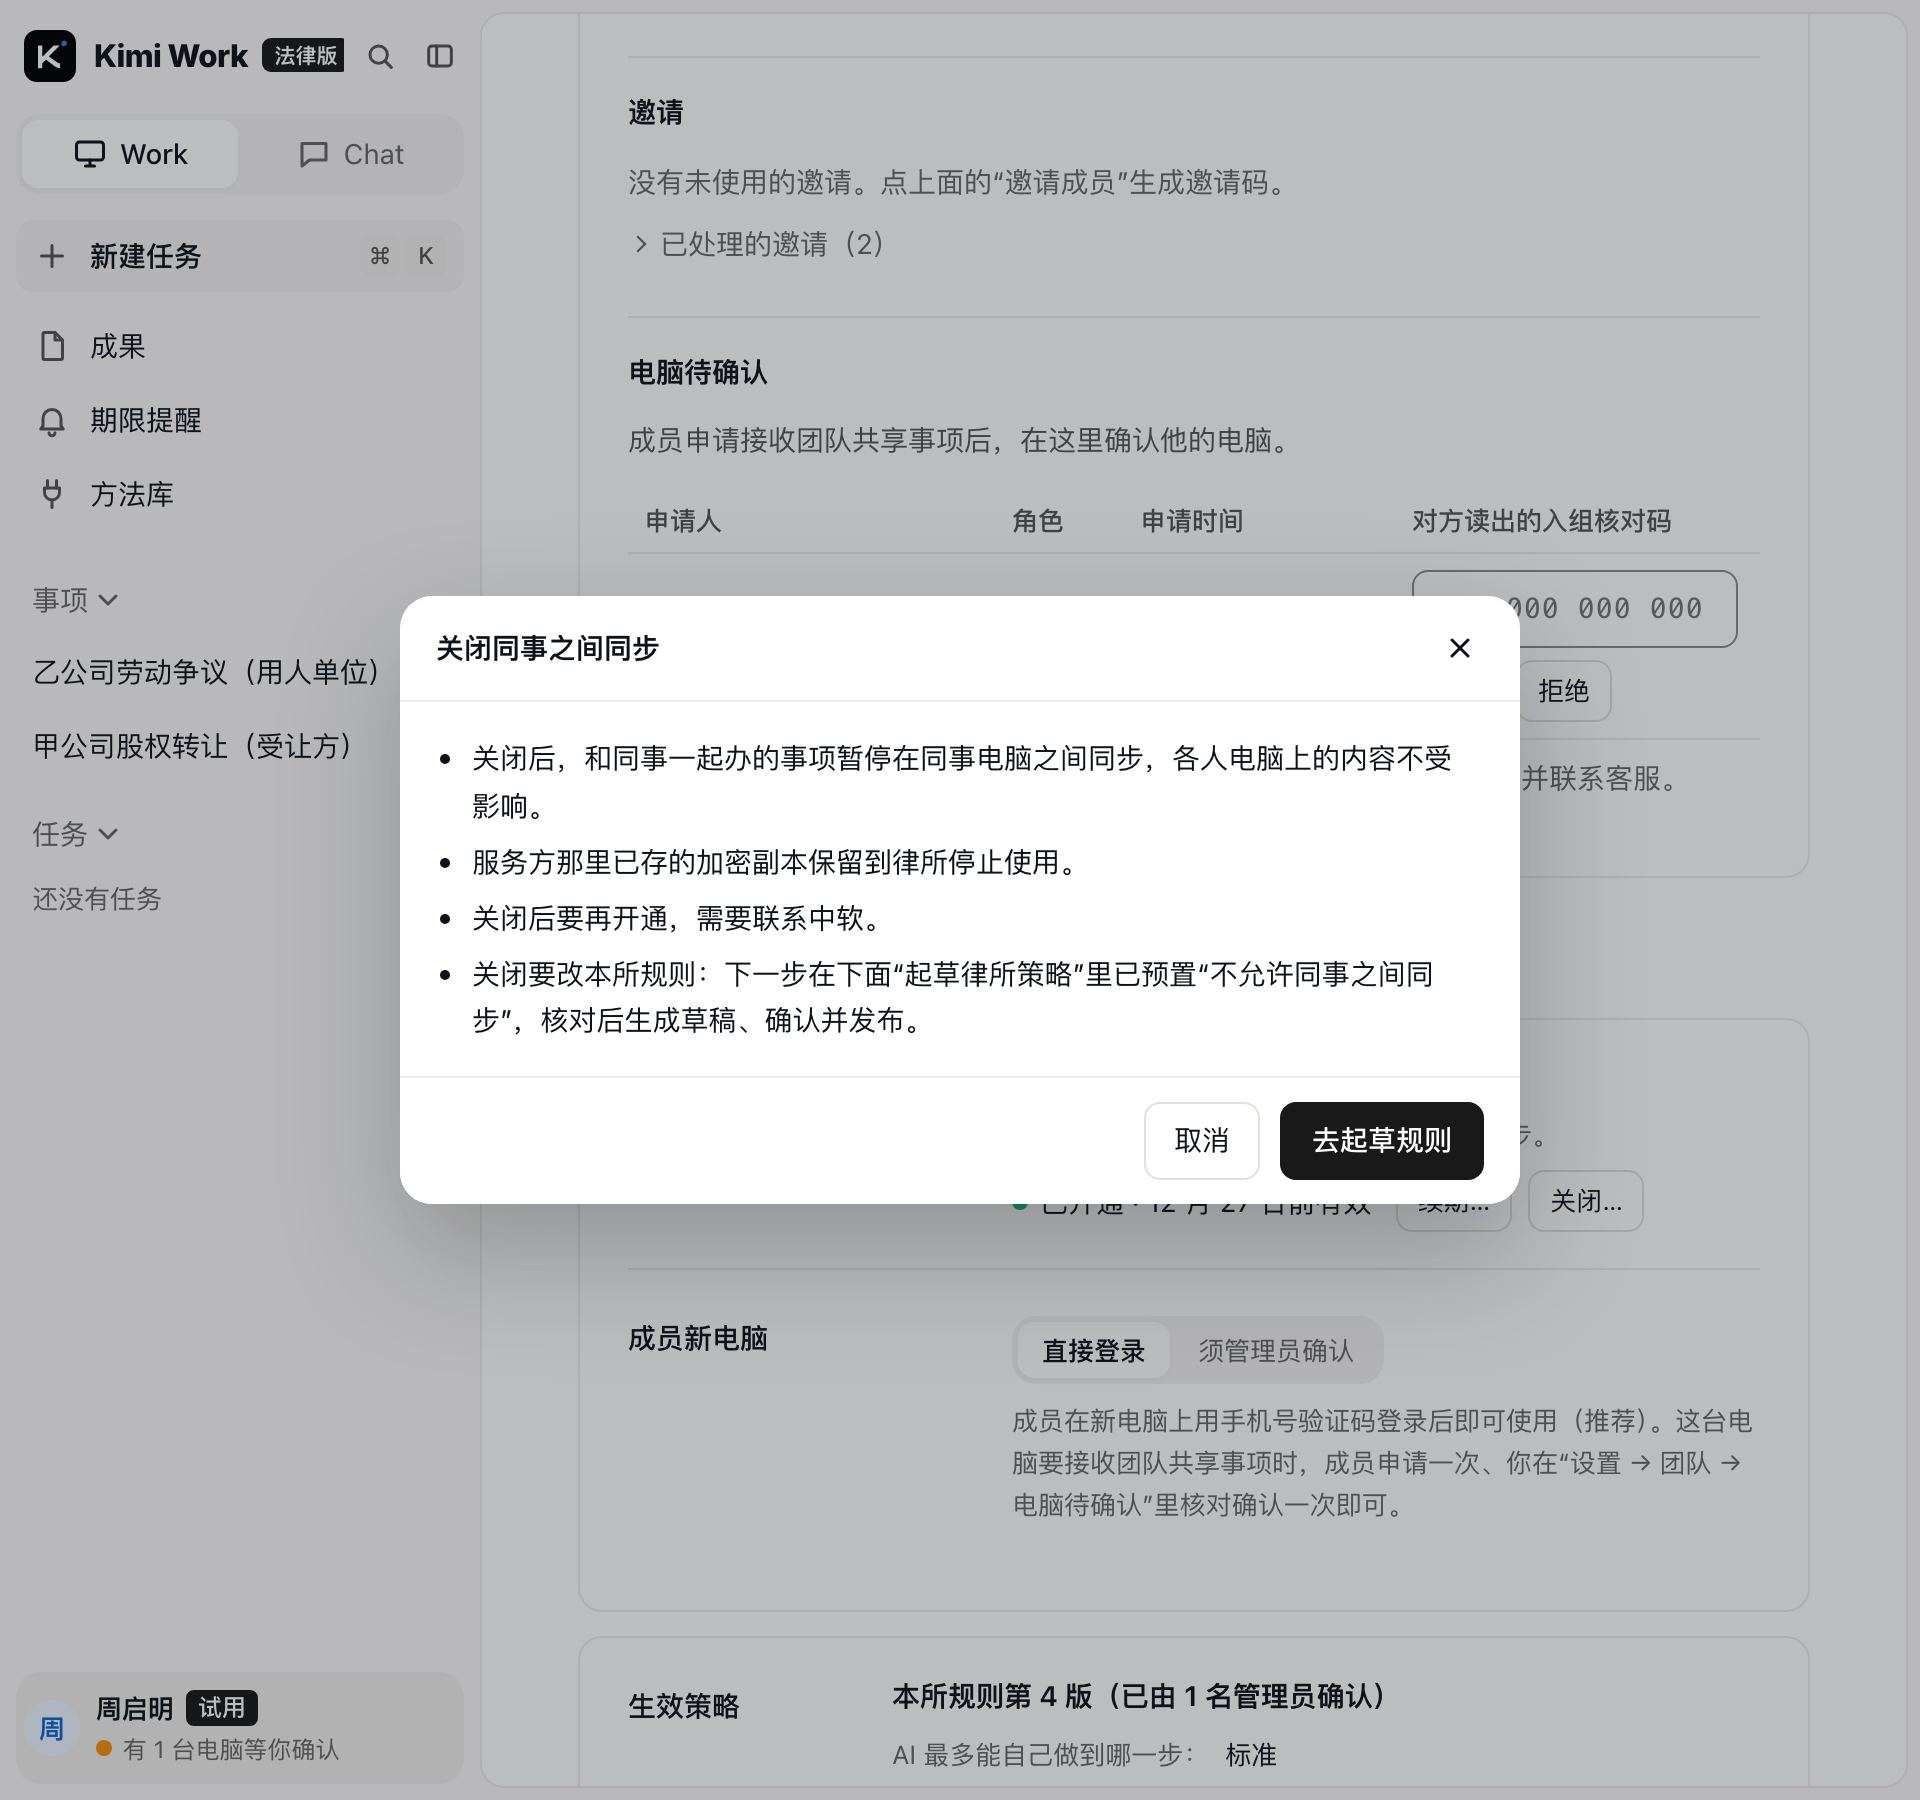 Kimi Work 法律版
Work Chat
新建任务 ⌘ K
成果
期限提醒
方法库
事项
乙公司劳动争议（用人单位）
甲公司股权转让（受让方）
任务
还没有任务
周 周启明 试用
有 1 台电脑等你确认
邀请
没有未使用的邀请。点上面的“邀请成员”生成邀请码。
已处理的邀请（2）
电脑待确认
成员申请接收团队共享事项后，在这里确认他的电脑。
申请人 角色 申请时间 对方读出的入组核对码
000 000 000
拒绝
并联系客服。
关闭同事之间同步
关闭后，和同事一起办的事项暂停在同事电脑之间同步，各人电脑上的内容不受
影响。
服务方那里已存的加密副本保留到律所停止使用。
关闭后要再开通，需要联系中软。
关闭要改本所规则：下一步在下面“起草律所策略”里已预置“不允许同事之间同
步”，核对后生成草稿、确认并发布。
取消 去起草规则
步。
已开通 · 12 月 27 日前有效 续期... 关闭...
成员新电脑
直接登录 须管理员确认
成员在新电脑上用手机号验证码登录后即可使用（推荐）。这台电
脑要接收团队共享事项时，成员申请一次、你在“设置 → 团队 →
电脑待确认”里核对确认一次即可。
生效策略
本所规则第 4 版（已由 1 名管理员确认）
AI 最多能自己做到哪一步： 标准